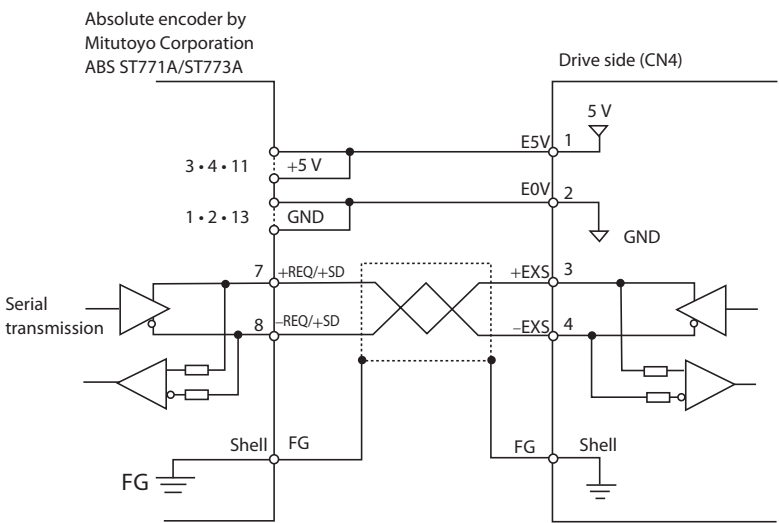 Absolute encoder by
Mitutoyo Corporation
ABS ST771A/ST773A
Drive side (CN4)
5 V
E5V 1
3 • 4 • 11 +5 V
E0V 2
1 • 2 • 13 GND
GND
7 +REQ/+SD +EXS 3
Serial
transmission
8 –REQ/+SD –EXS 4
Shell FG FG Shell
FG